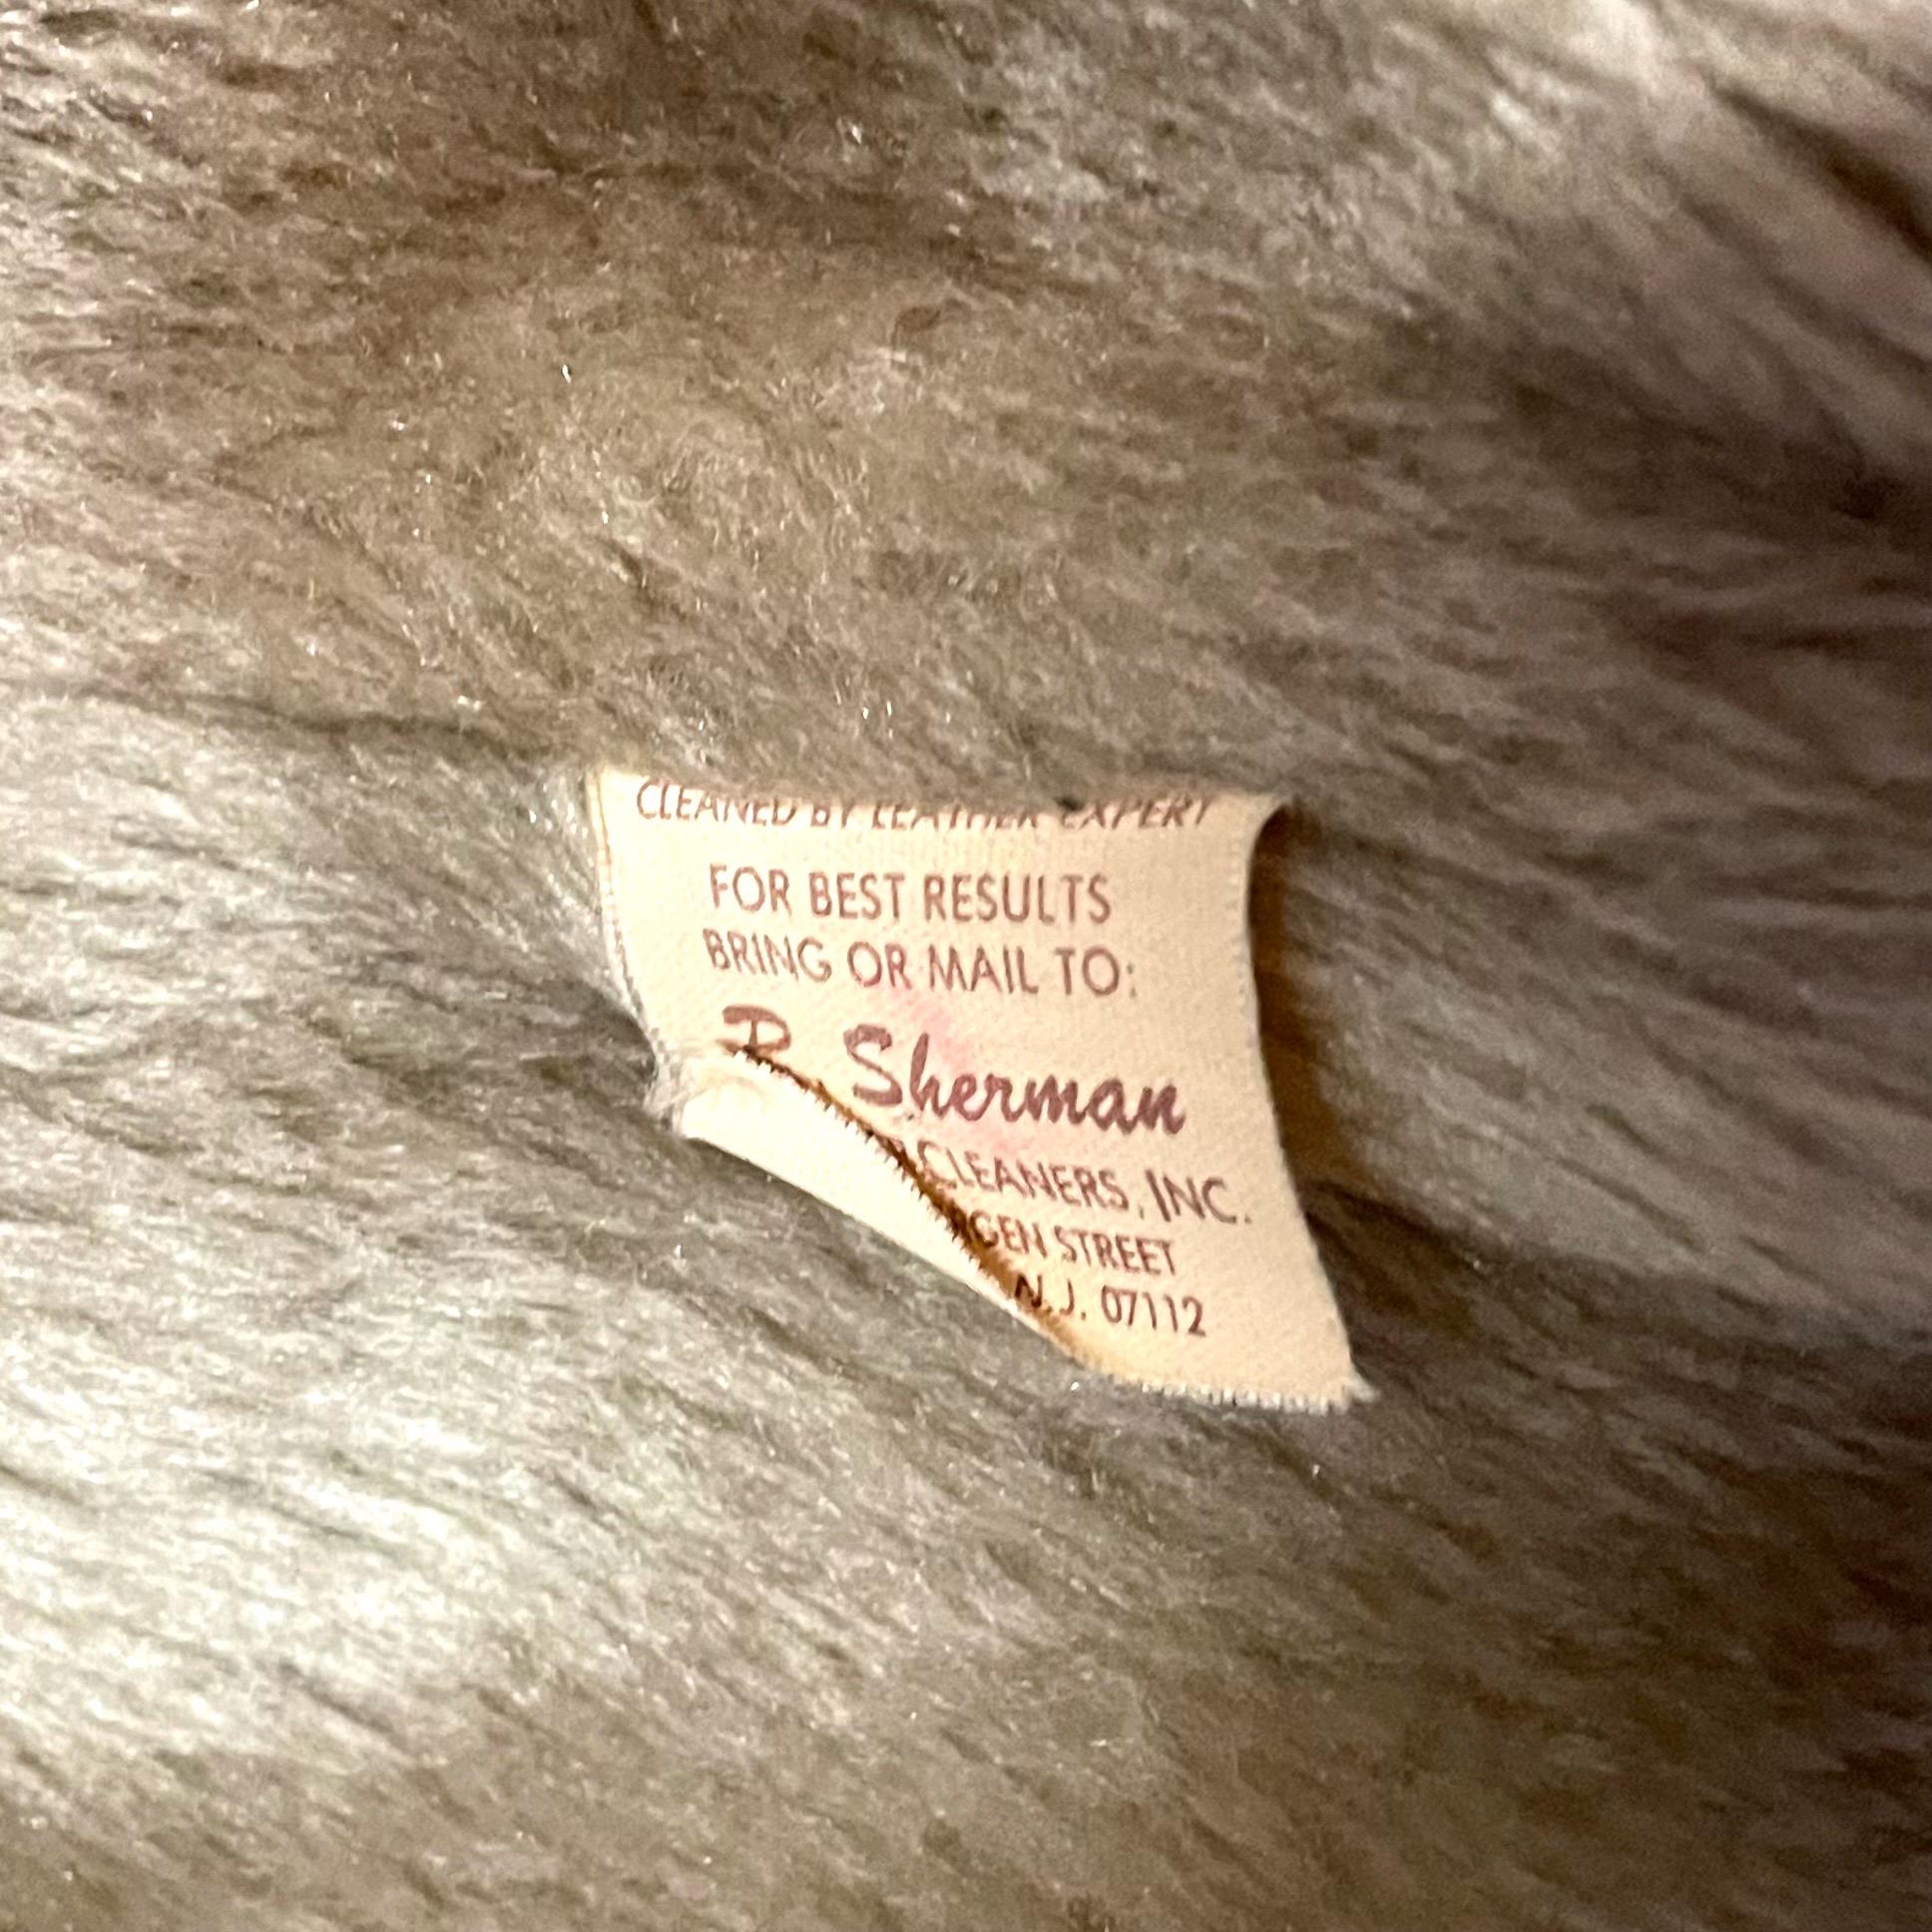 CLEANED BY LEATHER EXPERT
FOR BEST RESULTS
BRING OR MAIL TO:
Sherman
CLEANERS, INC.
STREET
N.J. 07112